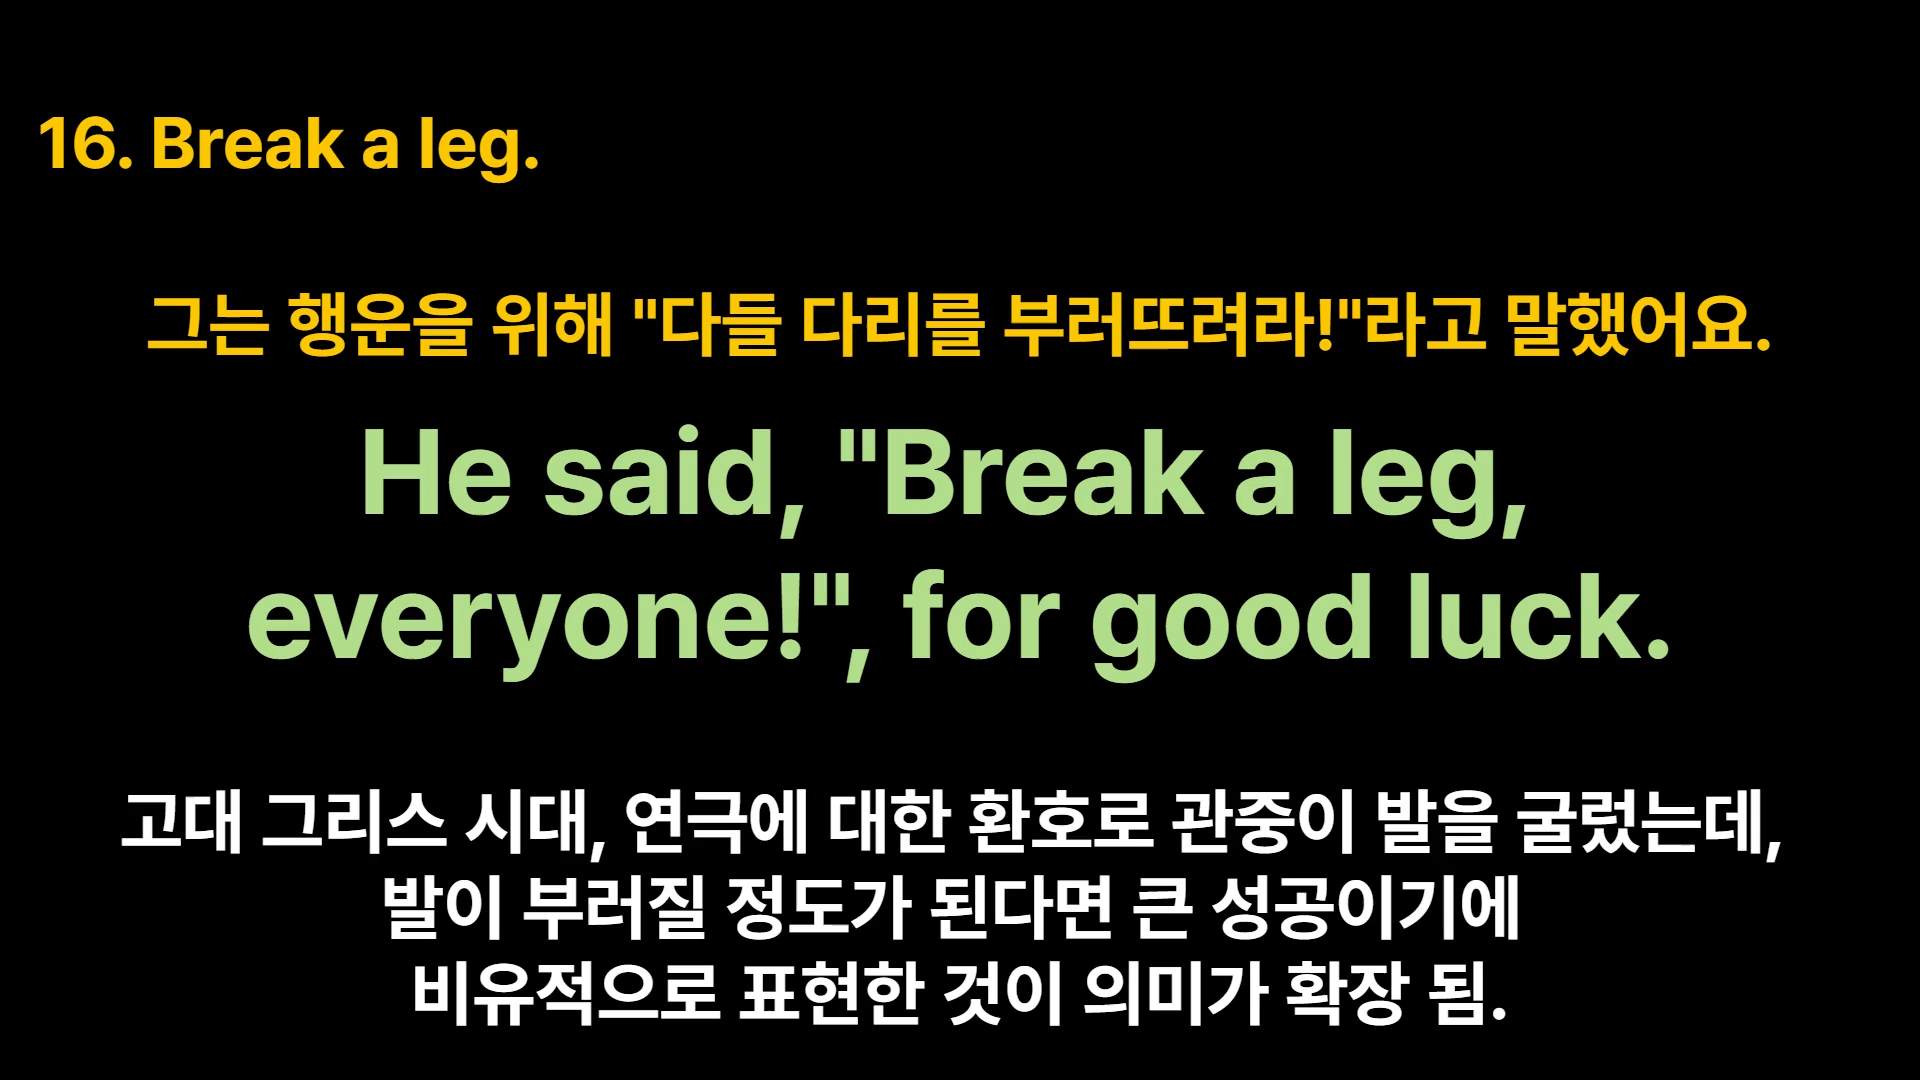 16. Break a leg.
그는 행운을 위해 "다들 다리를 부러뜨려라!"라고 말했어요.
He said, "Break a leg,
everyone!", for good luck.
고대 그리스 시대, 연극에 대한 환호로 관중이 발을 굴렀는데,
발이 부러질 정도가 된다면 큰 성공이기에
비유적으로 표현한 것이 의미가 확장 됨.